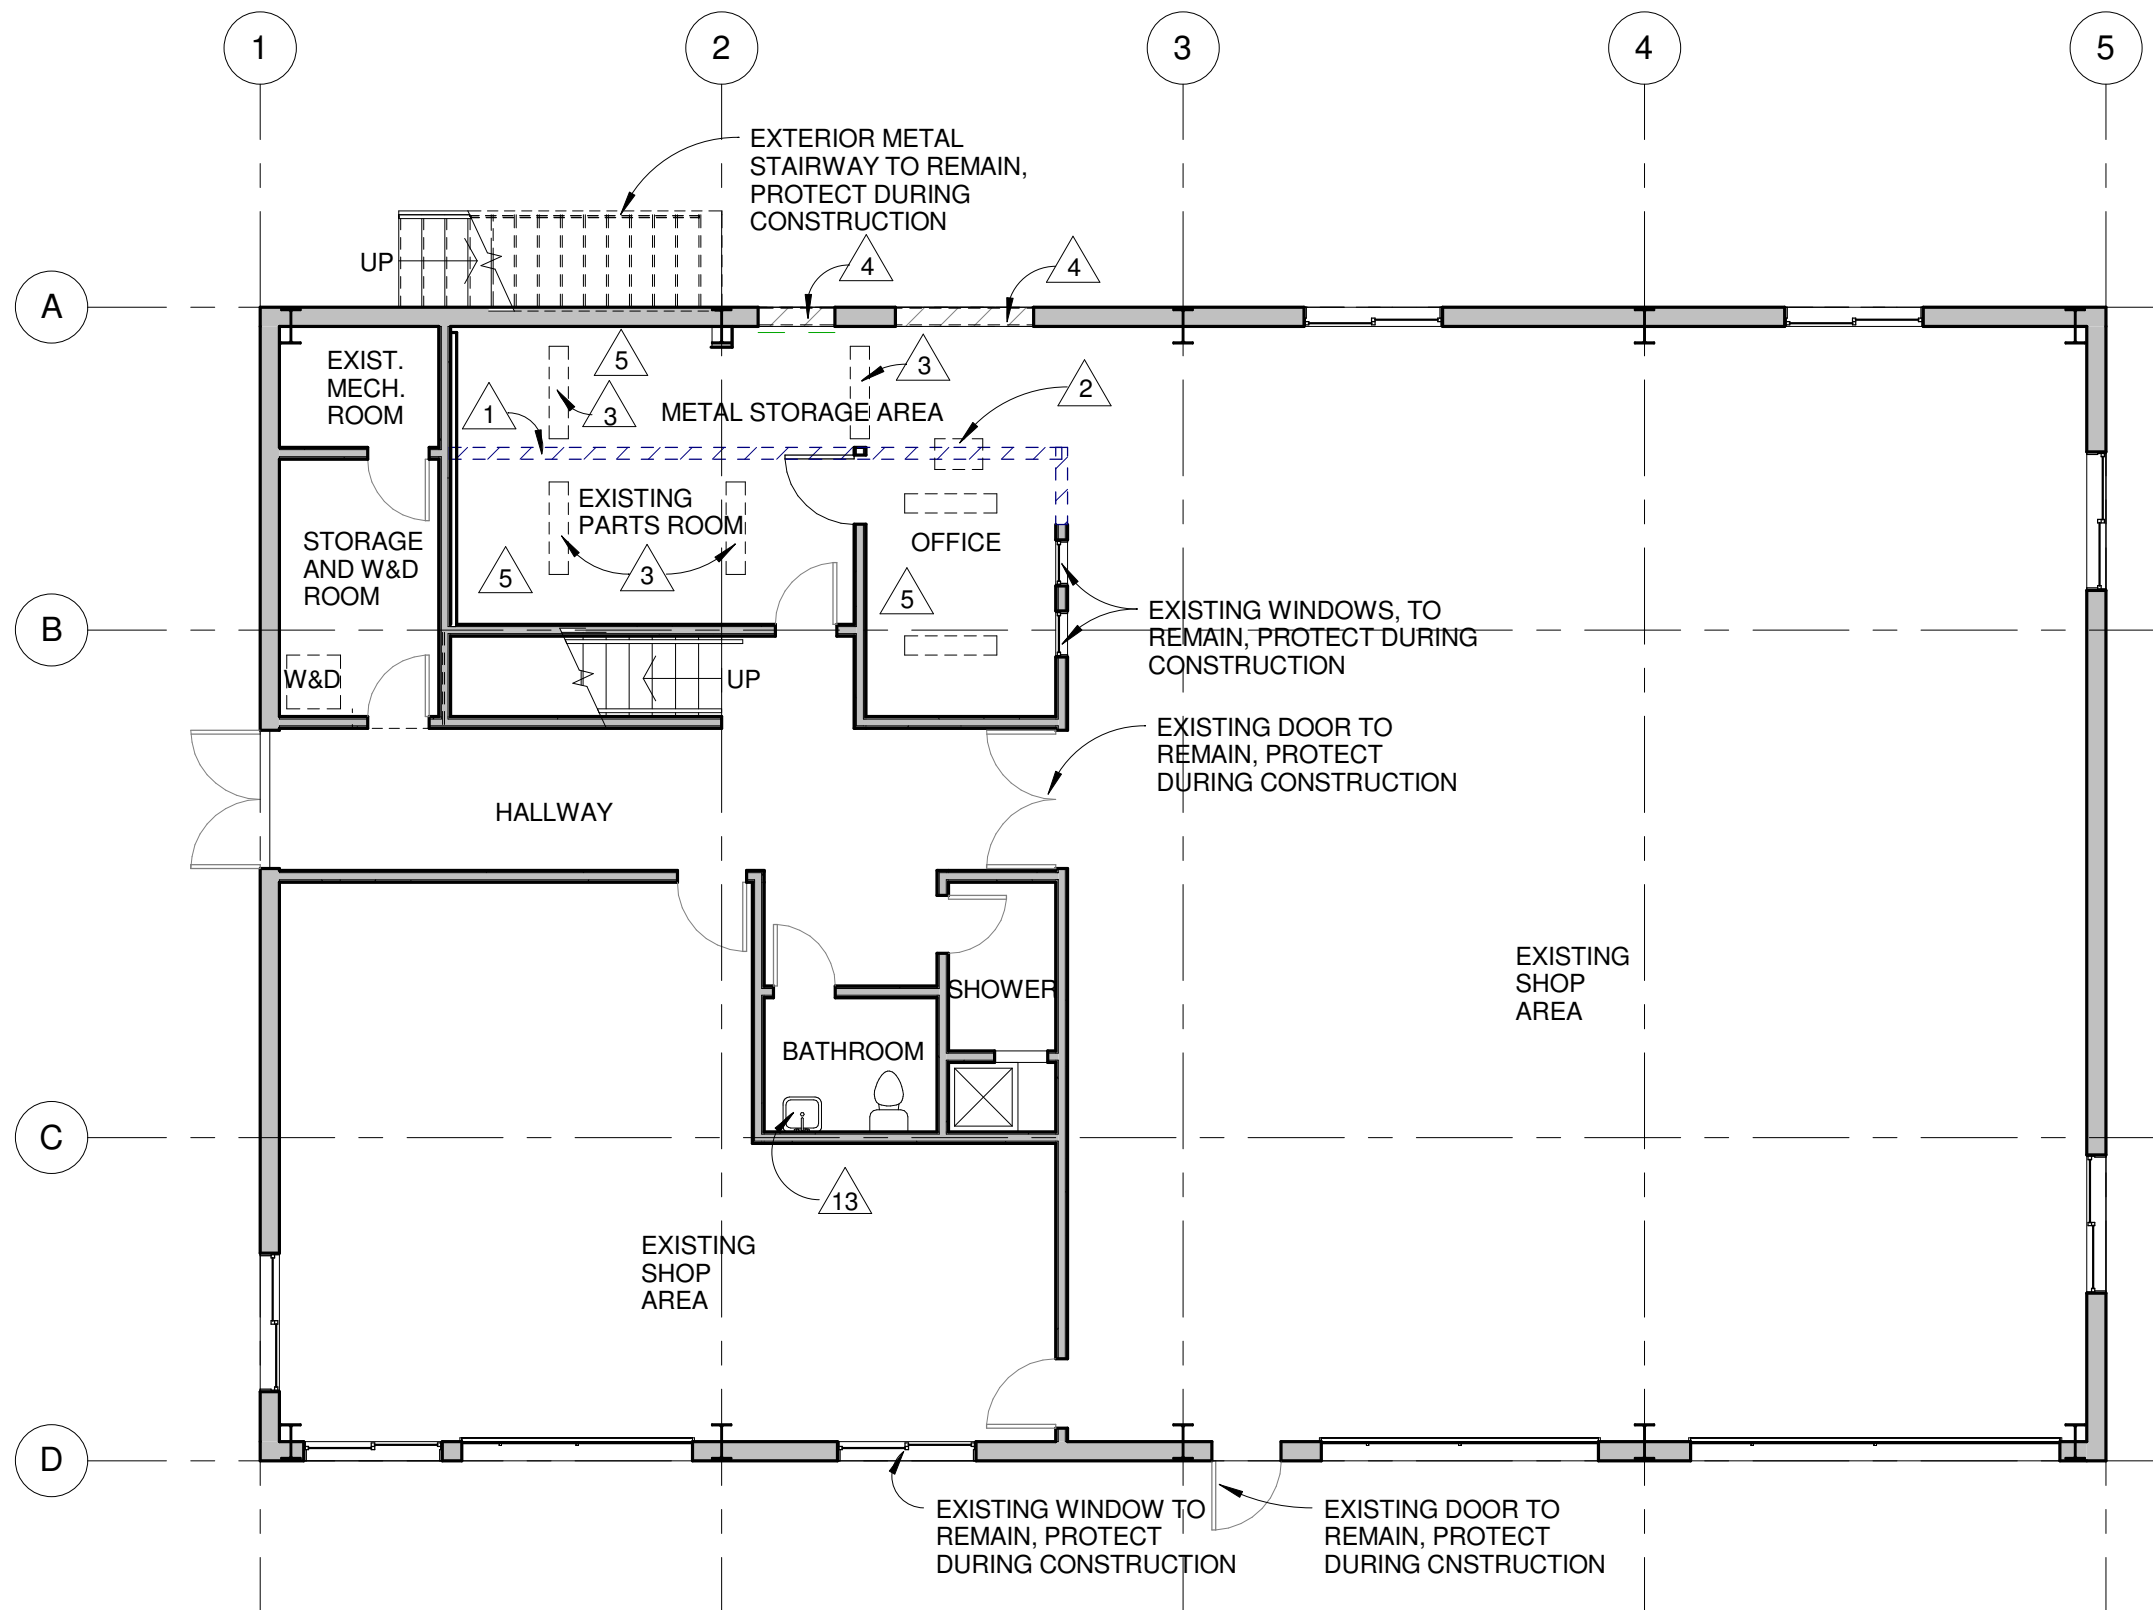 1
2
3
4
5
EXTERIOR METAL
STAIRWAY TO REMAIN,
PROTECT DURING
CONSTRUCTION
UP
4
4
A
EXIST.
MECH.
ROOM
5
3
2
1
3
METAL STORAGE AREA
EXISTING
PARTS ROOM
OFFICE
STORAGE
AND W&D
ROOM
5
3
5
B
EXISTING WINDOWS, TO
REMAIN, PROTECT DURING
CONSTRUCTION
W&D
UP
EXISTING DOOR TO
REMAIN, PROTECT
DURING CONSTRUCTION
HALLWAY
EXISTING
SHOP
AREA
SHOWER
BATHROOM
C
13
EXISTING
SHOP
AREA
D
EXISTING WINDOW TO
REMAIN, PROTECT
DURING CONSTRUCTION
EXISTING DOOR TO
REMAIN, PROTECT
DURING CNSTRUCTION